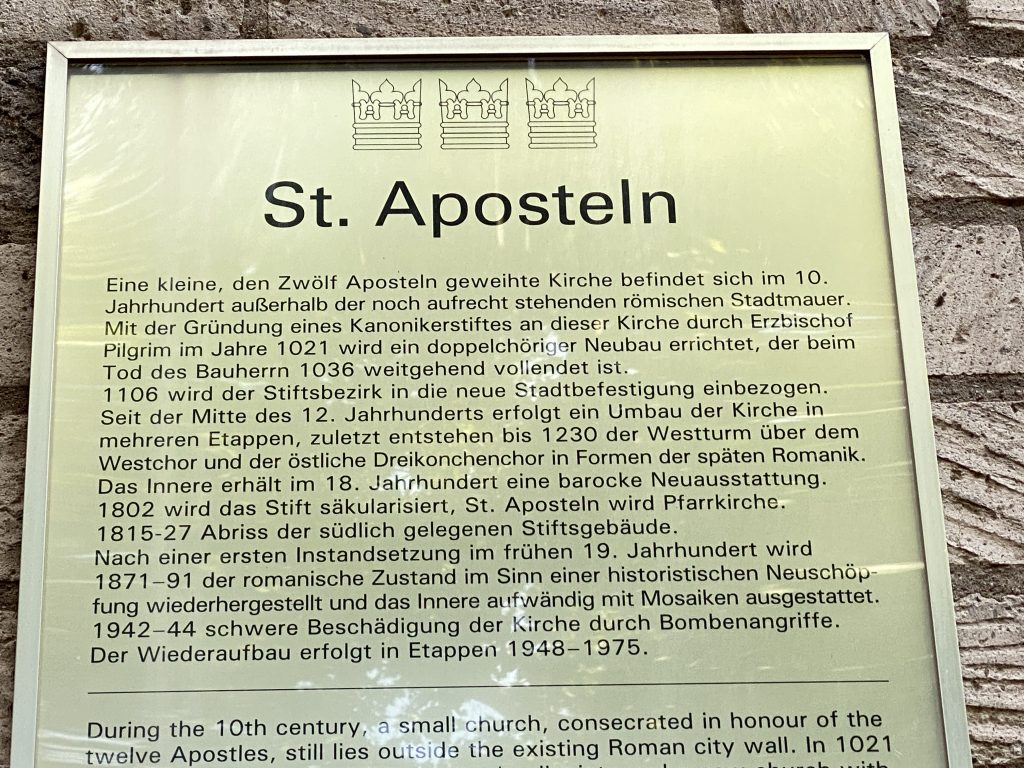 St. Aposteln
Eine kleine, den Zwölf Aposteln geweihte Kirche befindet sich im 10.
Jahrhundert außerhalb der noch aufrecht stehenden römischen Stadtmauer.
Mit der Gründung eines Kanonikerstiftes an dieser Kirche durch Erzbischof
Pilgrim im Jahre 1021 wird ein doppelchöriger Neubau errichtet, der beim
Tod des Bauherrn 1036 weitgehend vollendet ist.
1106 wird der Stiftsbezirk in die neue Stadtbefestigung einbezogen.
Seit der Mitte des 12. Jahrhunderts erfolgt ein Umbau der Kirche in
mehreren Etappen, zuletzt entstehen bis 1230 der Westturm über dem
Westchor und der östliche Dreikonchenchor in Formen der späten Romanik.
Das Innere erhält im 18. Jahrhundert eine barocke Neuausstattung.
1802 wird das Stift säkularisiert, St. Aposteln wird Pfarrkirche.
1815-27 Abriss der südlich gelegenen Stiftsgebäude.
Nach einer ersten Instandsetzung im frühen 19. Jahrhundert wird
1871–91 der romanische Zustand im Sinn einer historistischen Neuschöp-
fung wiederhergestellt und das Innere aufwändig mit Mosaiken ausgestattet.
1942–44 schwere Beschädigung der Kirche durch Bombenangriffe.
Der Wiederaufbau erfolgt in Etappen 1948–1975.
During the 10th century, a small church, consecrated in honour of the
twelve Apostles, still lies outside the existing Roman city wall. In 1021
church with